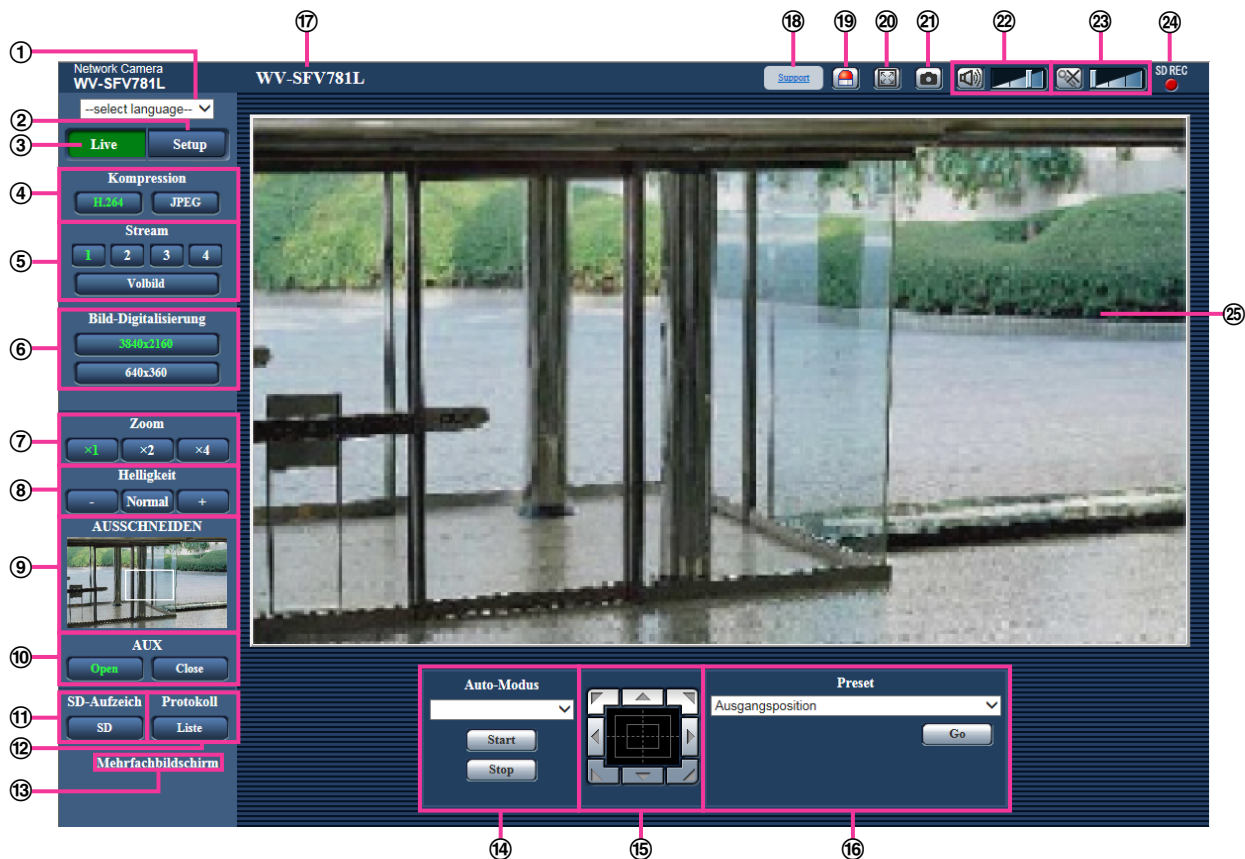 ⑰
⑱
⑲
⑳
㉑
㉒
㉓
㉔
①
Network Camera
WV-SFV781L
WV-SFV781L
Support
SD REC
--select language--
②
③
Live
Setup
④
Kompression
H.264
JPEG
⑤
Stream
1
2
3
4
Volbild
⑥
Bild-Digitalisierung
3840x2160
640x360
㉕
⑦
Zoom
×1
×2
×4
⑧
Helligkeit
-
Normal
+
⑨
AUSSCHNEIDEN
⑩
AUX
Open
Close
⑪
SD-Aufzeich
Protokoll
SD
Liste
⑫
Mehrfachbildschirm
⑬
Auto-Modus
Start
Stop
Preset
Ausgangsposition
Go
⑭
⑮
⑯